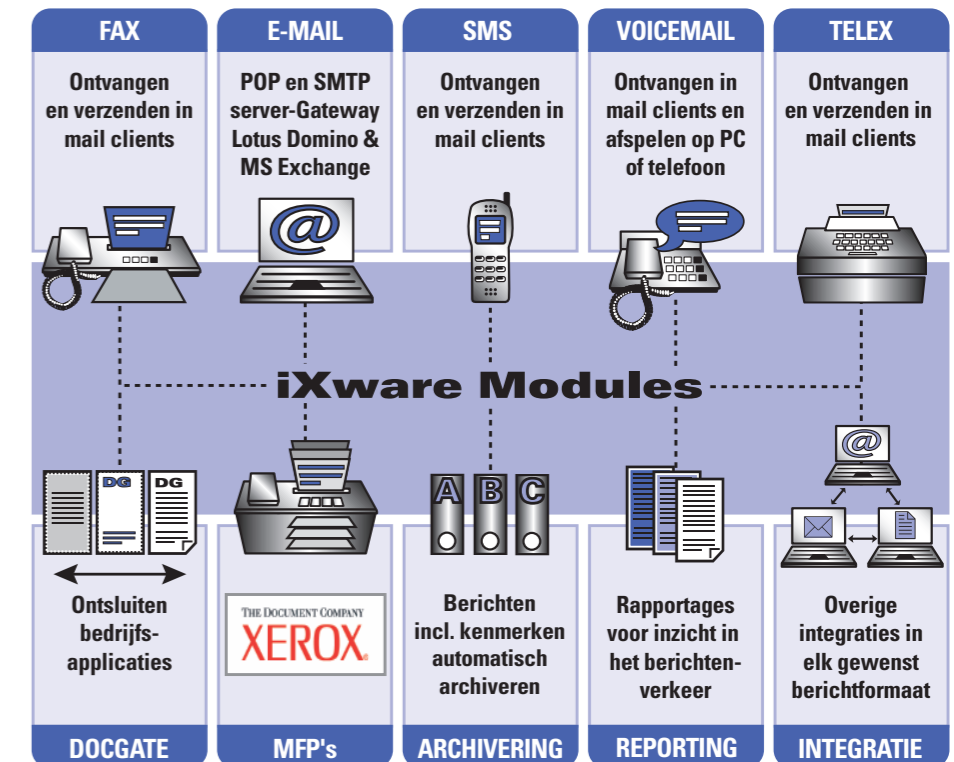 FAX
Ontvangen
en verzenden in
mail clients
E-MAIL
POP en SMTP
server-Gateway
Lotus Domino &
MS Exchange
@
SMS
Ontvangen
en verzenden in
mail clients
VOICEMAIL
Ontvangen in
mail clients en
afspelen op PC
of telefoon
TELEX
Ontvangen
en verzenden in
mail clients
iXware Modules
DG
DG
Ontsluiten
bedrijfs-
applicaties
DOCGATE
THE DOCUMENT COMPANY
XEROX®
MFP's
A B C
Berichten
incl. kenmerken
automatisch
archiveren
ARCHIVERING
Rapportages
voor inzicht in
het berichten-
verkeer
REPORTING
@
Overige
integraties in
elk gewenst
berichtformaat
INTEGRATIE